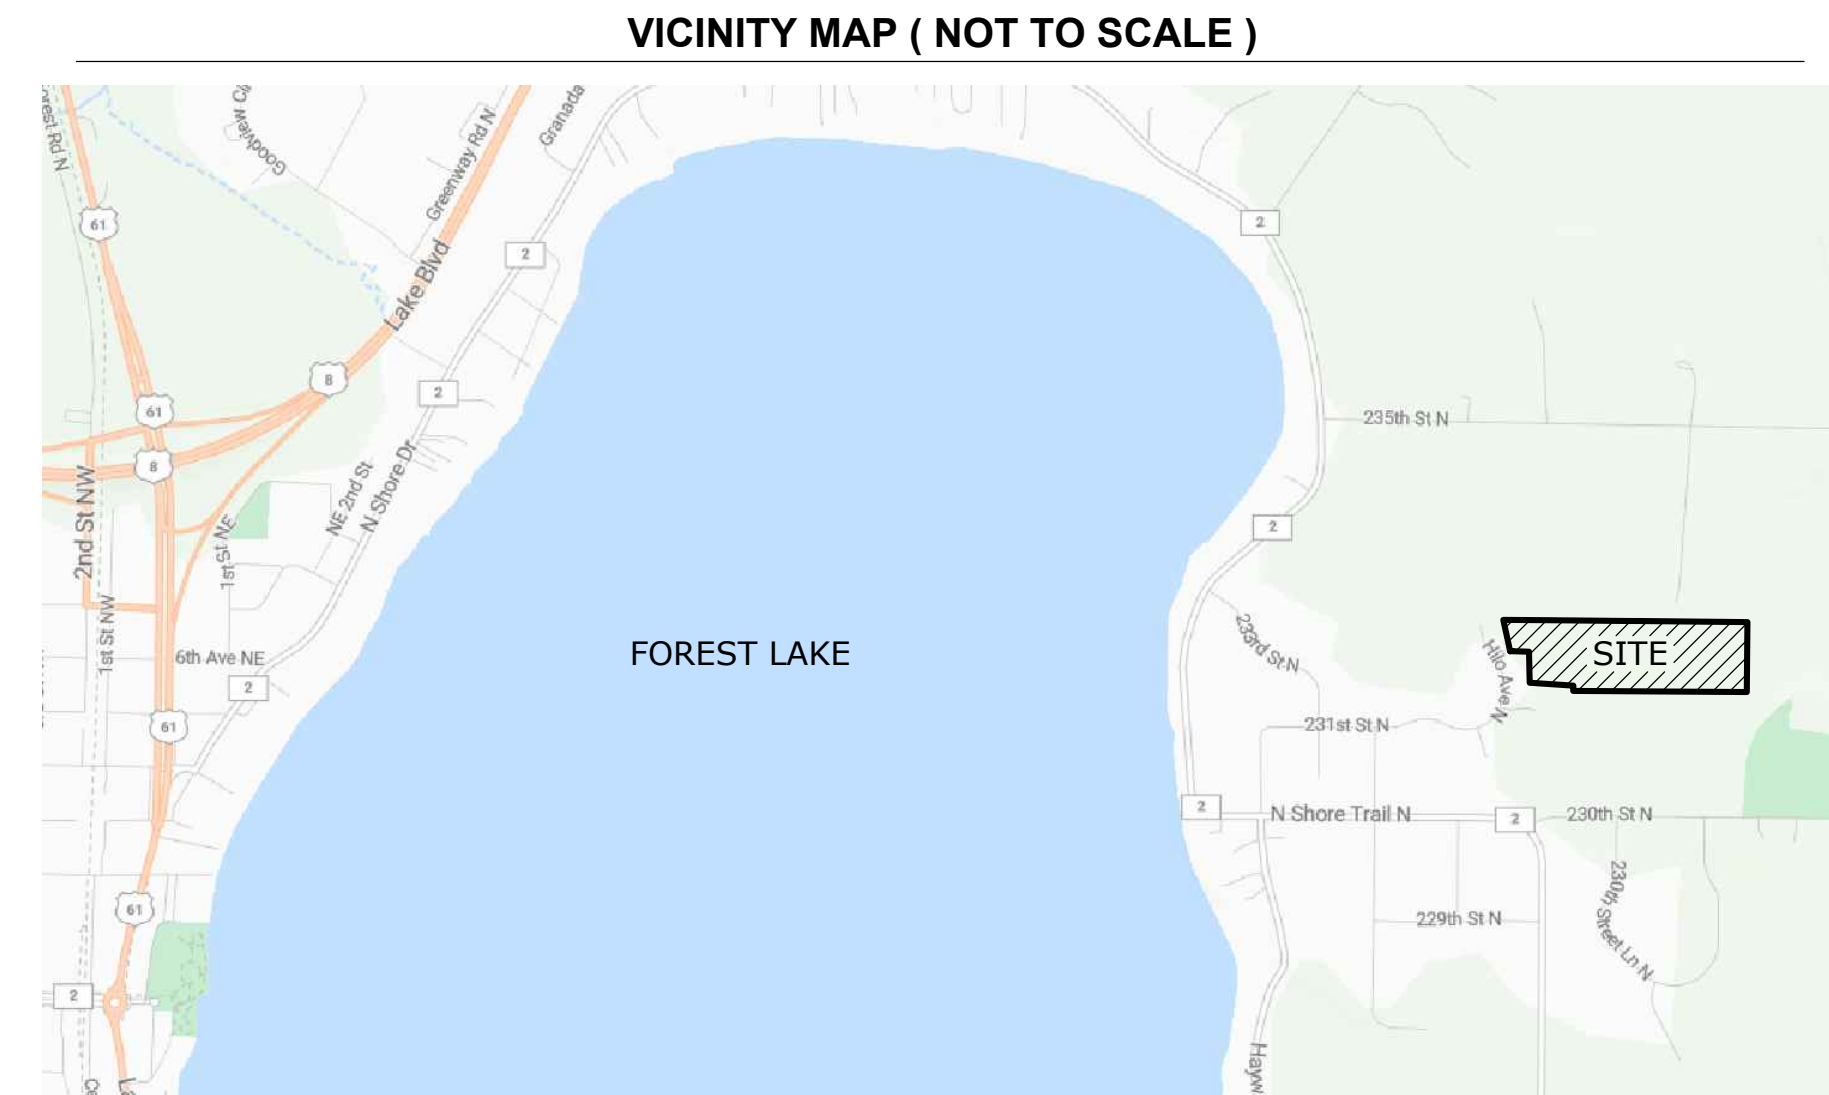 VICINITY MAP ( NOT TO SCALE )
Forest Rd N
Goodview
Greenway Rd N
Granada
61
2
2
Lake Blvd
8
2
61
235th St N
8
2nd St NW
NE 2nd St
N Shore Dr
1st St NE
2
233rd St N
1st St NW
6th Ave NE
FOREST LAKE
Hilo Ave N
SITE
2
61
231st St N
2
N Shore Trail N
2
230th St N
61
229th St N
230th Street Ln N
2